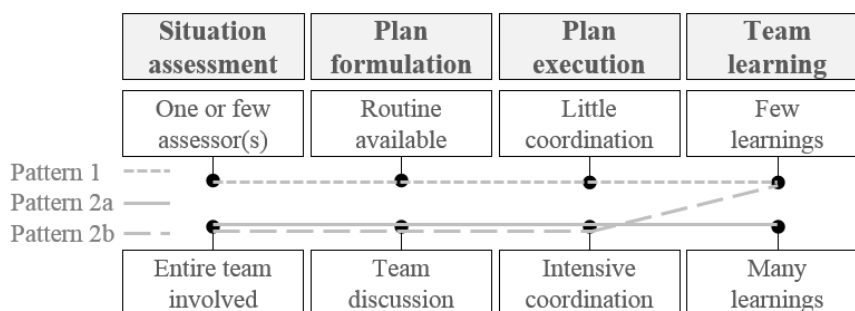 Situation
assessment
Plan
formulation
Plan
execution
Team
learning
One or few
assessor(s)
Routine
available
Little
coordination
Few
learnings
Pattern 1
Pattern 2a
Pattern 2b
Entire team
involved
Team
discussion
Intensive
coordination
Many
learnings